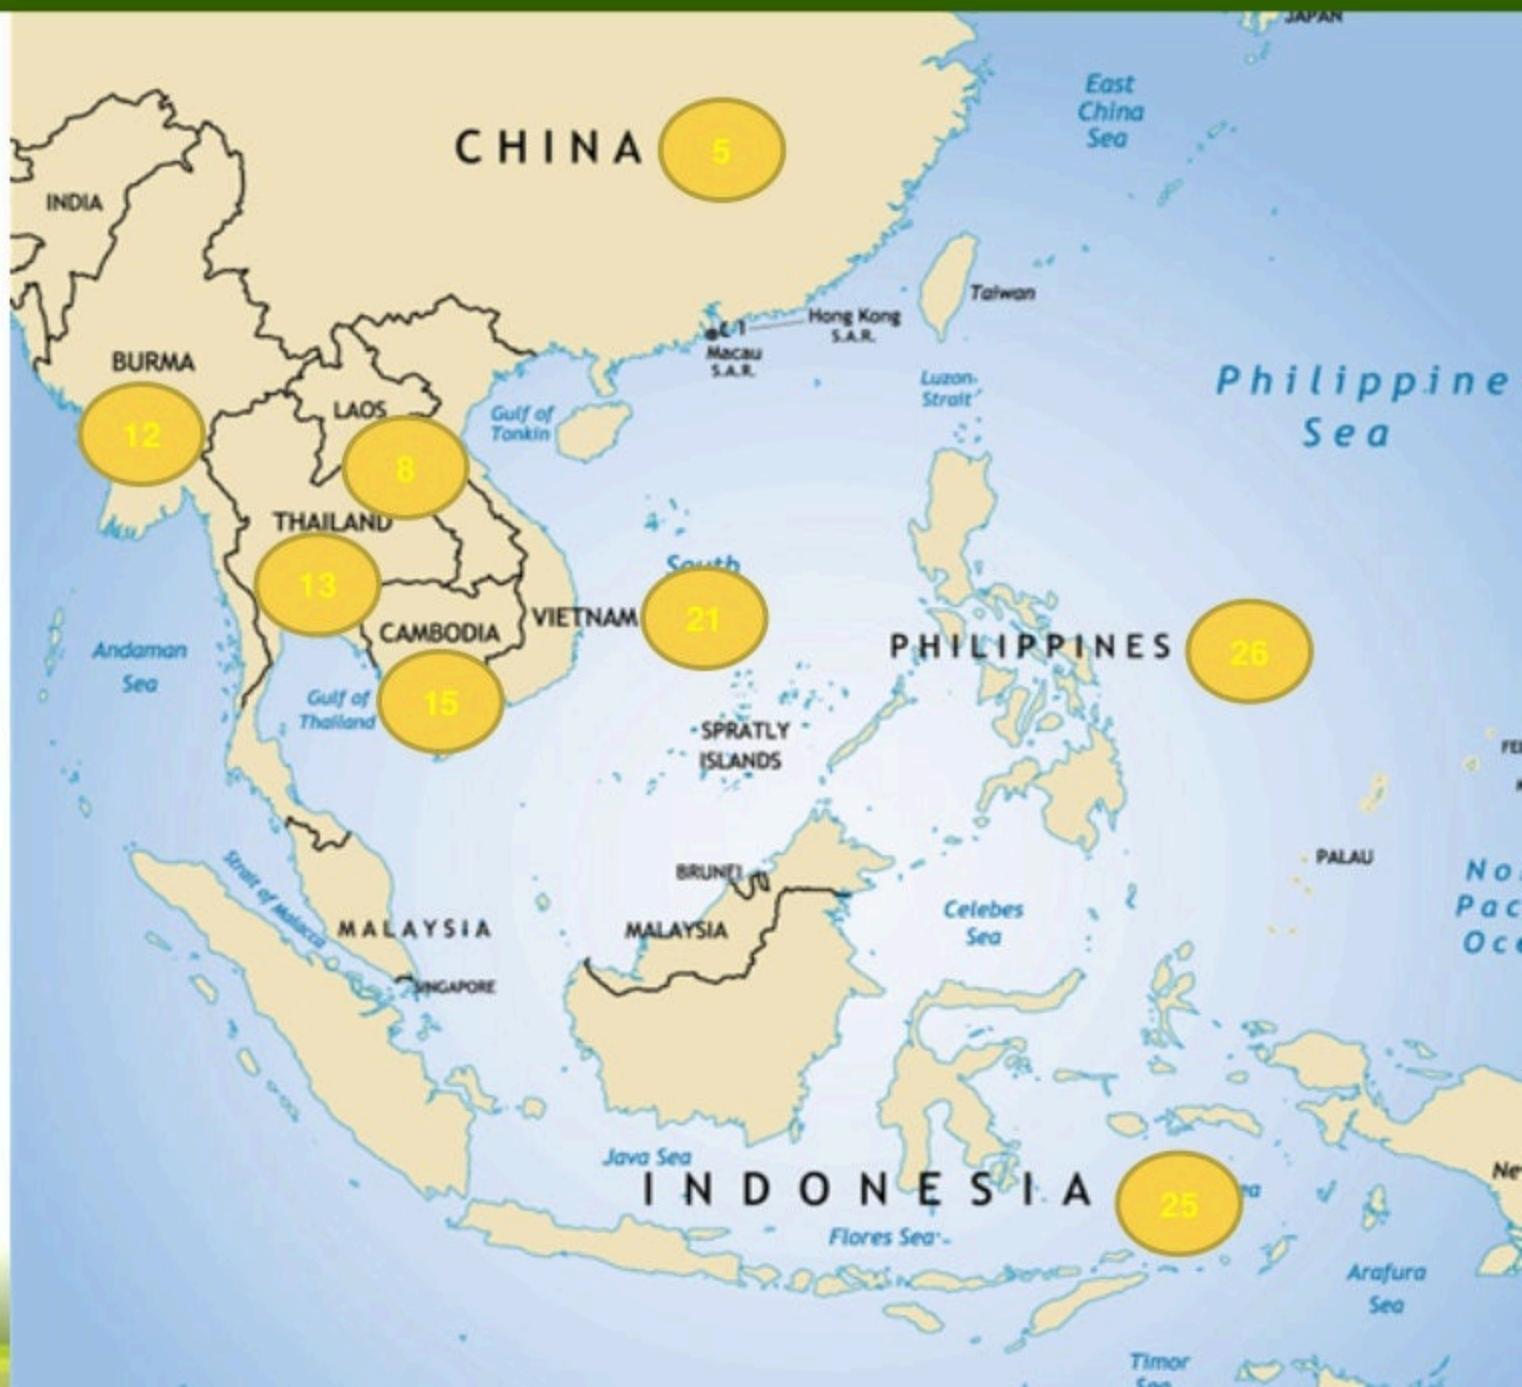 JAPAN
East
China
Sea
CHINA
5
INDIA
Taiwan
Hong Kong
S.A.R.
Macau
S.A.R.
BURMA
Luzon
Strait
Philippine
Sea
LAOS
Gulf of
Tonkin
12
8
THAILAND
South
13
VIETNAM
21
CAMBODIA
PHILIPPINES
26
Andaman
Sea
Gulf of
Thailand
15
SPRATLY
ISLANDS
PALAU
BRUNEI
Strait of Malacca
MALAYSIA
MALAYSIA
Celebes
Sea
SINGAPORE
Java Sea
INDONESIA
25
Flores Sea
Arafura
Sea
Timor
Sea